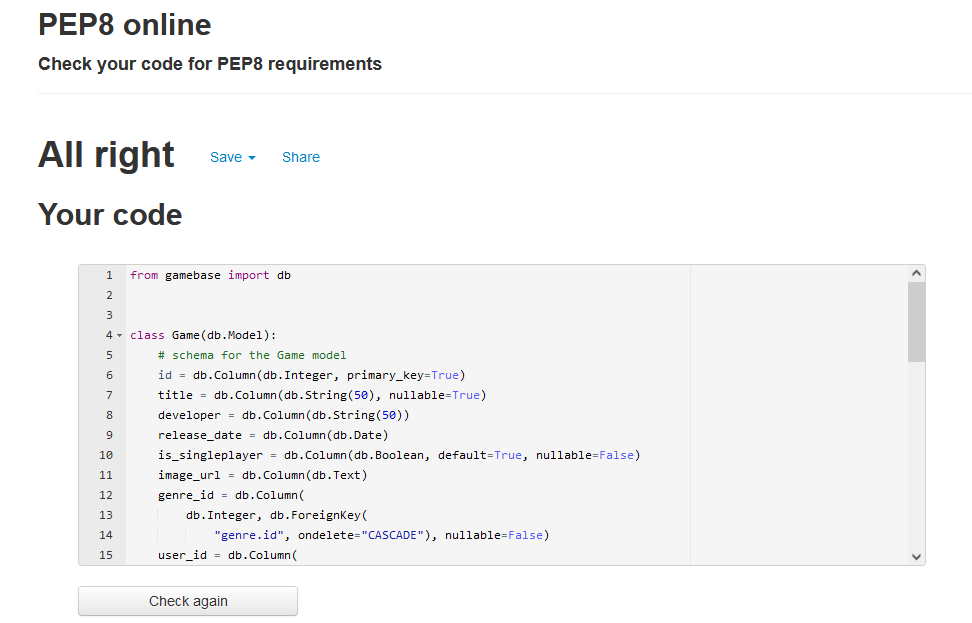 PEP8 online
Check your code for PEP8 requirements
All right Save Share
Your code
1 from gamebase import db
2
3
4 class Game(db.Model):
5 # schema for the Game model
6 id = db.Column(db.Integer, primary_key=True)
7 title = db.Column(db.String(50), nullable=True)
8 developer = db.Column(db.String(50))
9 release_date = db.Column(db.Date)
10 is_singleplayer = db.Column(db.Boolean, default=True, nullable=False)
11 image_url = db.Column(db.Text)
12 genre_id = db.Column(
13 db.Integer, db.ForeignKey(
14 "genre.id", ondelete="CASCADE"), nullable=False)
15 user_id = db.Column(
Check again